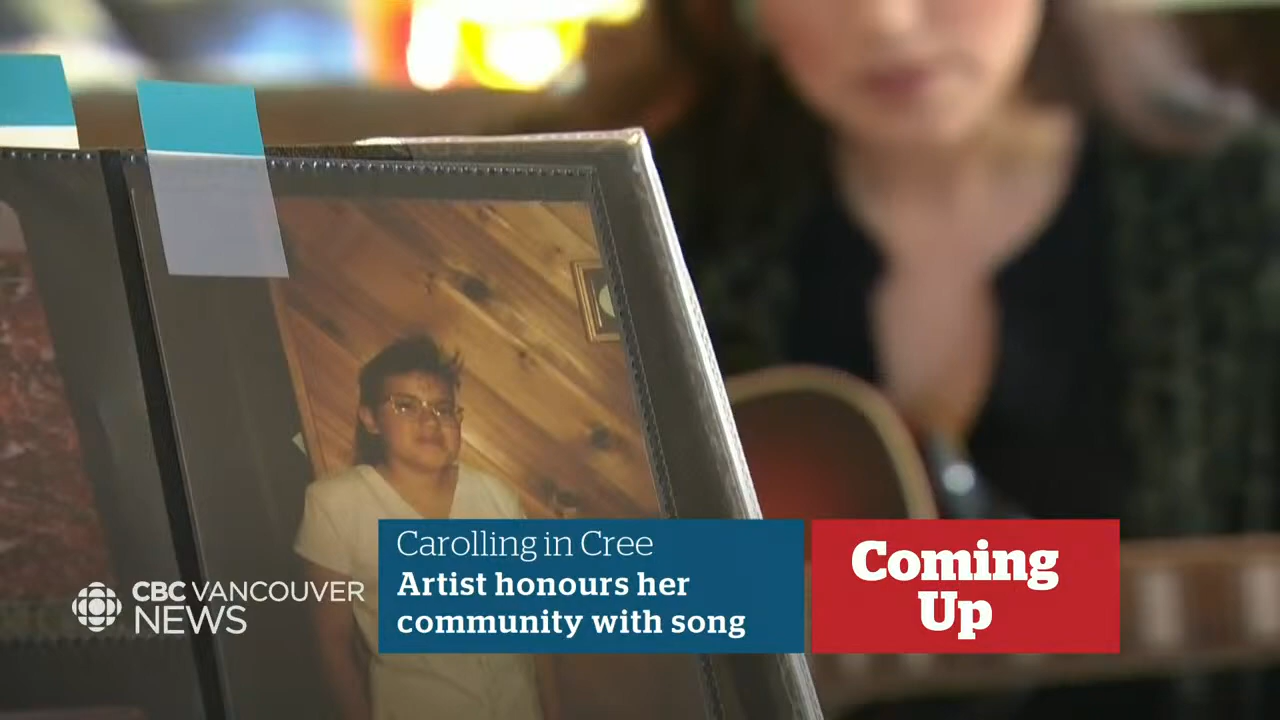 Carolling in Cree
Artist honours her
community with song
Coming
Up
CBC VANCOUVER
NEWS